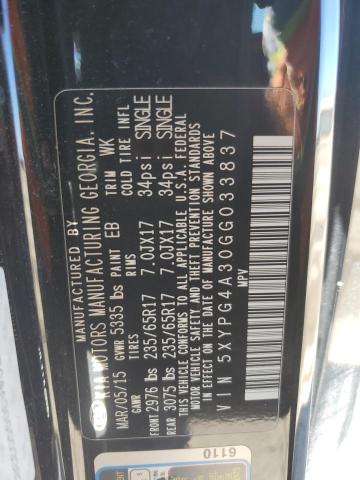 MANUFACTURED BY
KIA KIA MOTORS MANUFACTURING GEORGIA, INC.
MAR/05/15 GVWR 5335 lbs PAINT EB TRIM WK
GAWR TIRES RIMS COLD TIRE INFL
FRONT 2976 lbs 235/65R17 7.0JX17 34psi SINGLE
REAR 3075 lbs 235/65R17 7.0JX17 34psi SINGLE
THIS VEHICLE CONFORMS TO ALL APPLICABLE U.S.A. FEDERAL
MOTOR VEHICLE SAFETY STANDARDS
IN EFFECT ON THE DATE OF MANUFACTURE SHOWN ABOVE
VIN 5XYPG4A30GG033837
MPV
6110